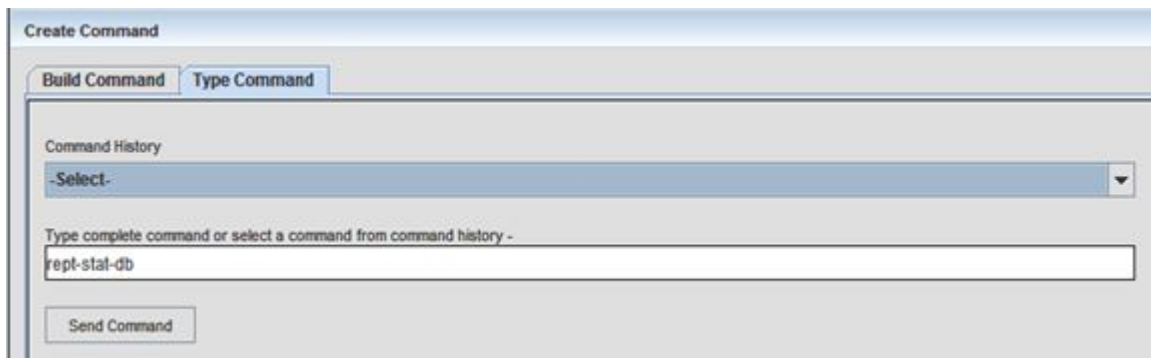 Create Command
Build Command Type Command
Command History
-Select-
Type complete command or select a command from command history -
rept-stat-db
Send Command